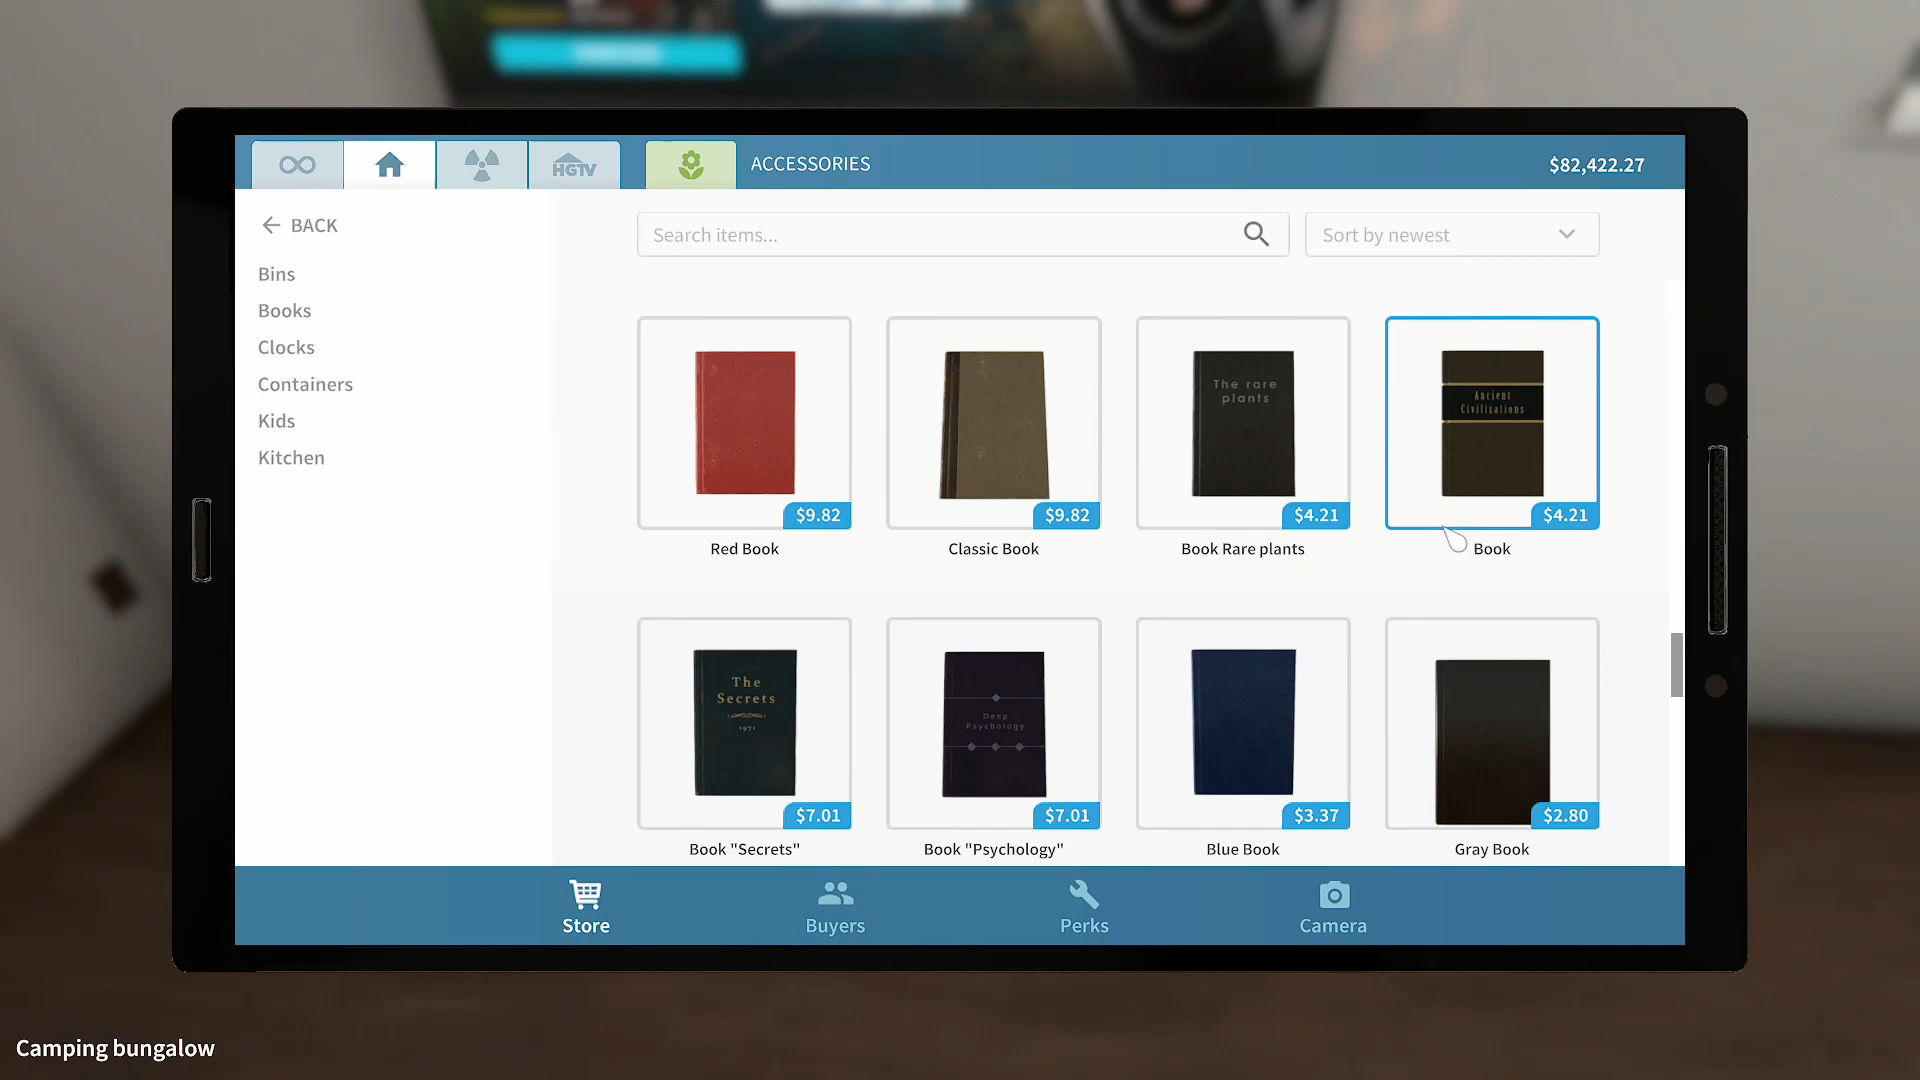 HGTV
ACCESSORIES
$82,422.27
BACK
Search items...
Sort by newest
Bins
Books
Clocks
Containers
Kids
Kitchen
The rare
plants
Ancient
Civilizations
$9.82
$9.82
$4.21
$4.21
Red Book
Classic Book
Book Rare plants
Book
The
Secrets
1971
Deep
Psychology
$7.01
$7.01
$3.37
$2.80
Book "Secrets"
Book "Psychology"
Blue Book
Gray Book
Store
Buyers
Perks
Camera
Camping bungalow